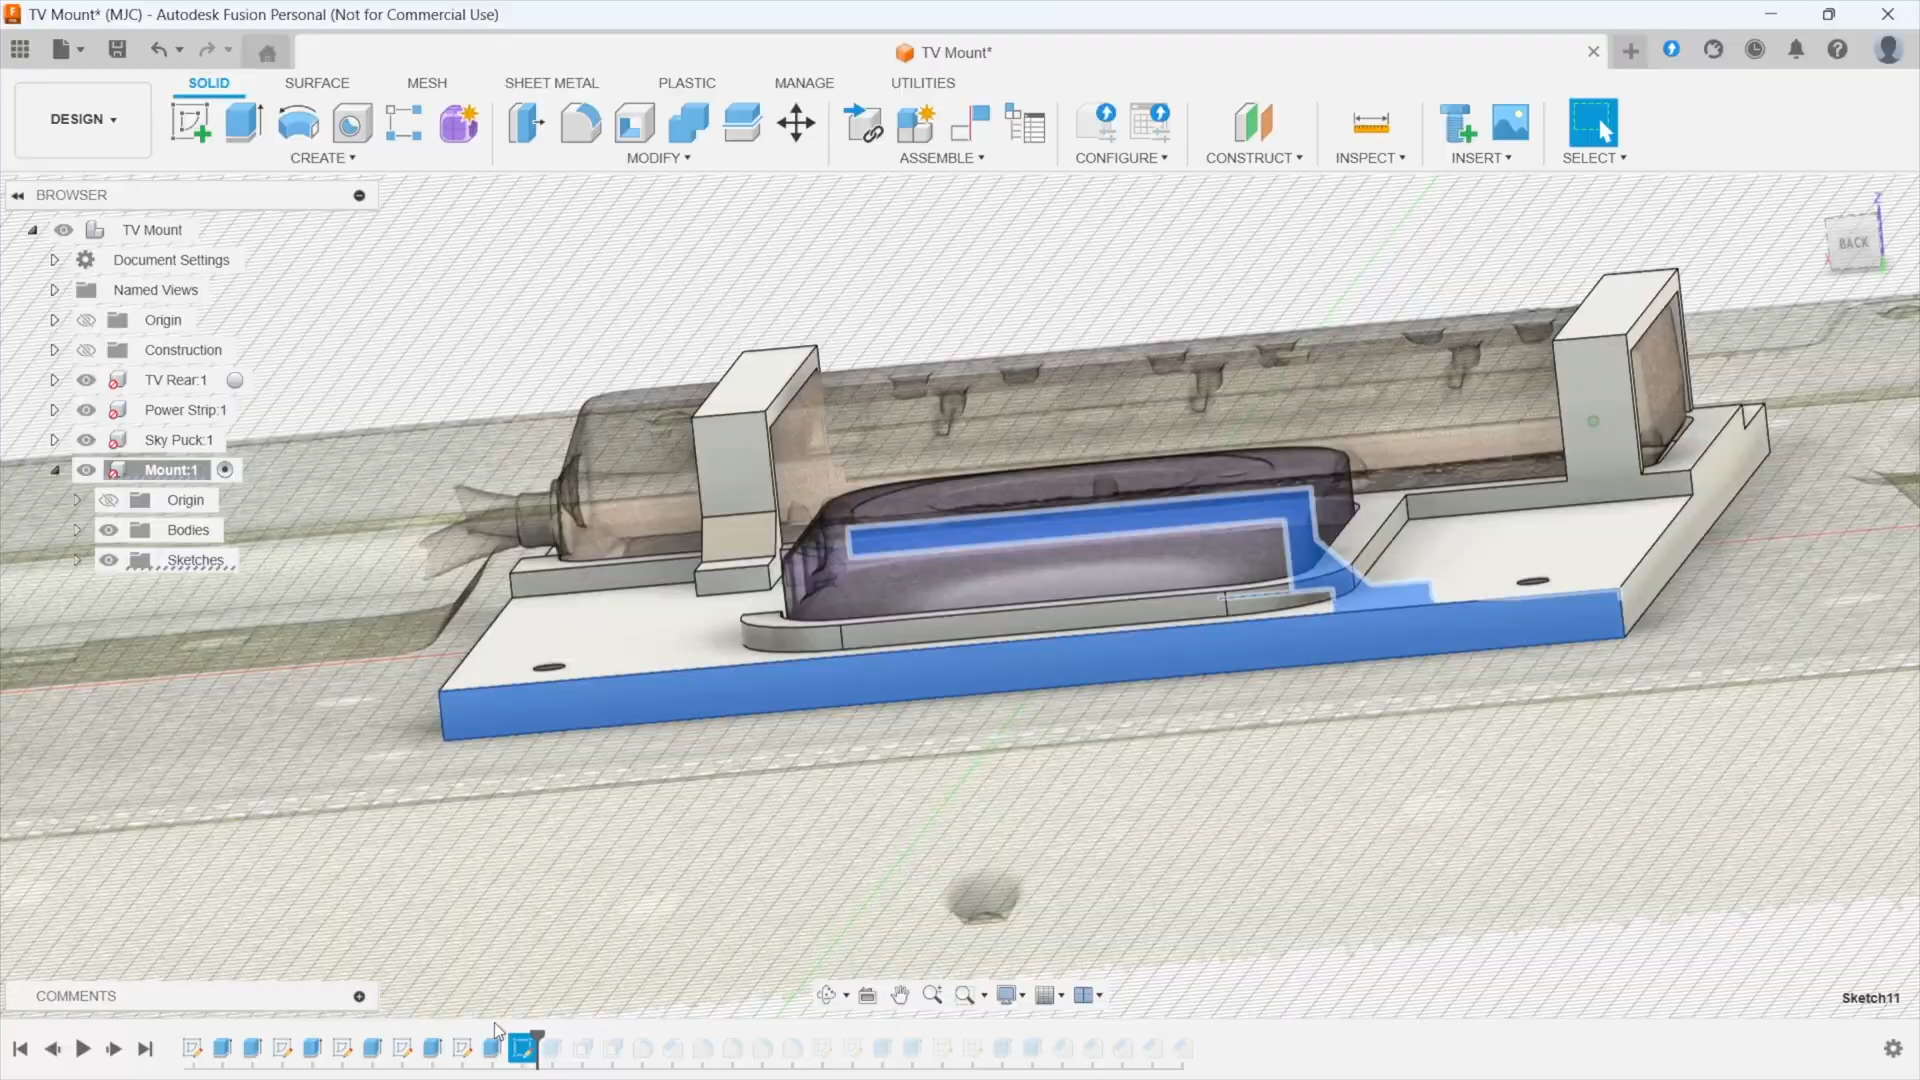 TV Mount* (MJC) - Autodesk Fusion Personal (Not for Commercial Use)
TV Mount*
DESIGN
SOLID
SURFACE
MESH
SHEET METAL
PLASTIC
MANAGE
UTILITIES
CREATE
MODIFY
ASSEMBLE
CONFIGURE
CONSTRUCT
INSPECT
INSERT
SELECT
BROWSER
TV Mount
Document Settings
Named Views
Origin
Construction
TV Rear:1
Power Strip:1
Sky Puck:1
Mount:1
Origin
Bodies
Sketches
Z
BACK
X
COMMENTS
Sketch11